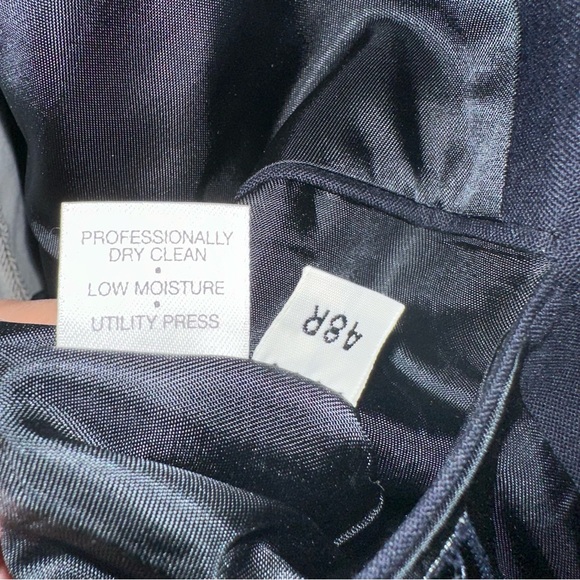 PROFESSIONALLY
DRY CLEAN
•
LOW MOISTURE
•
UTILITY PRESS
48R